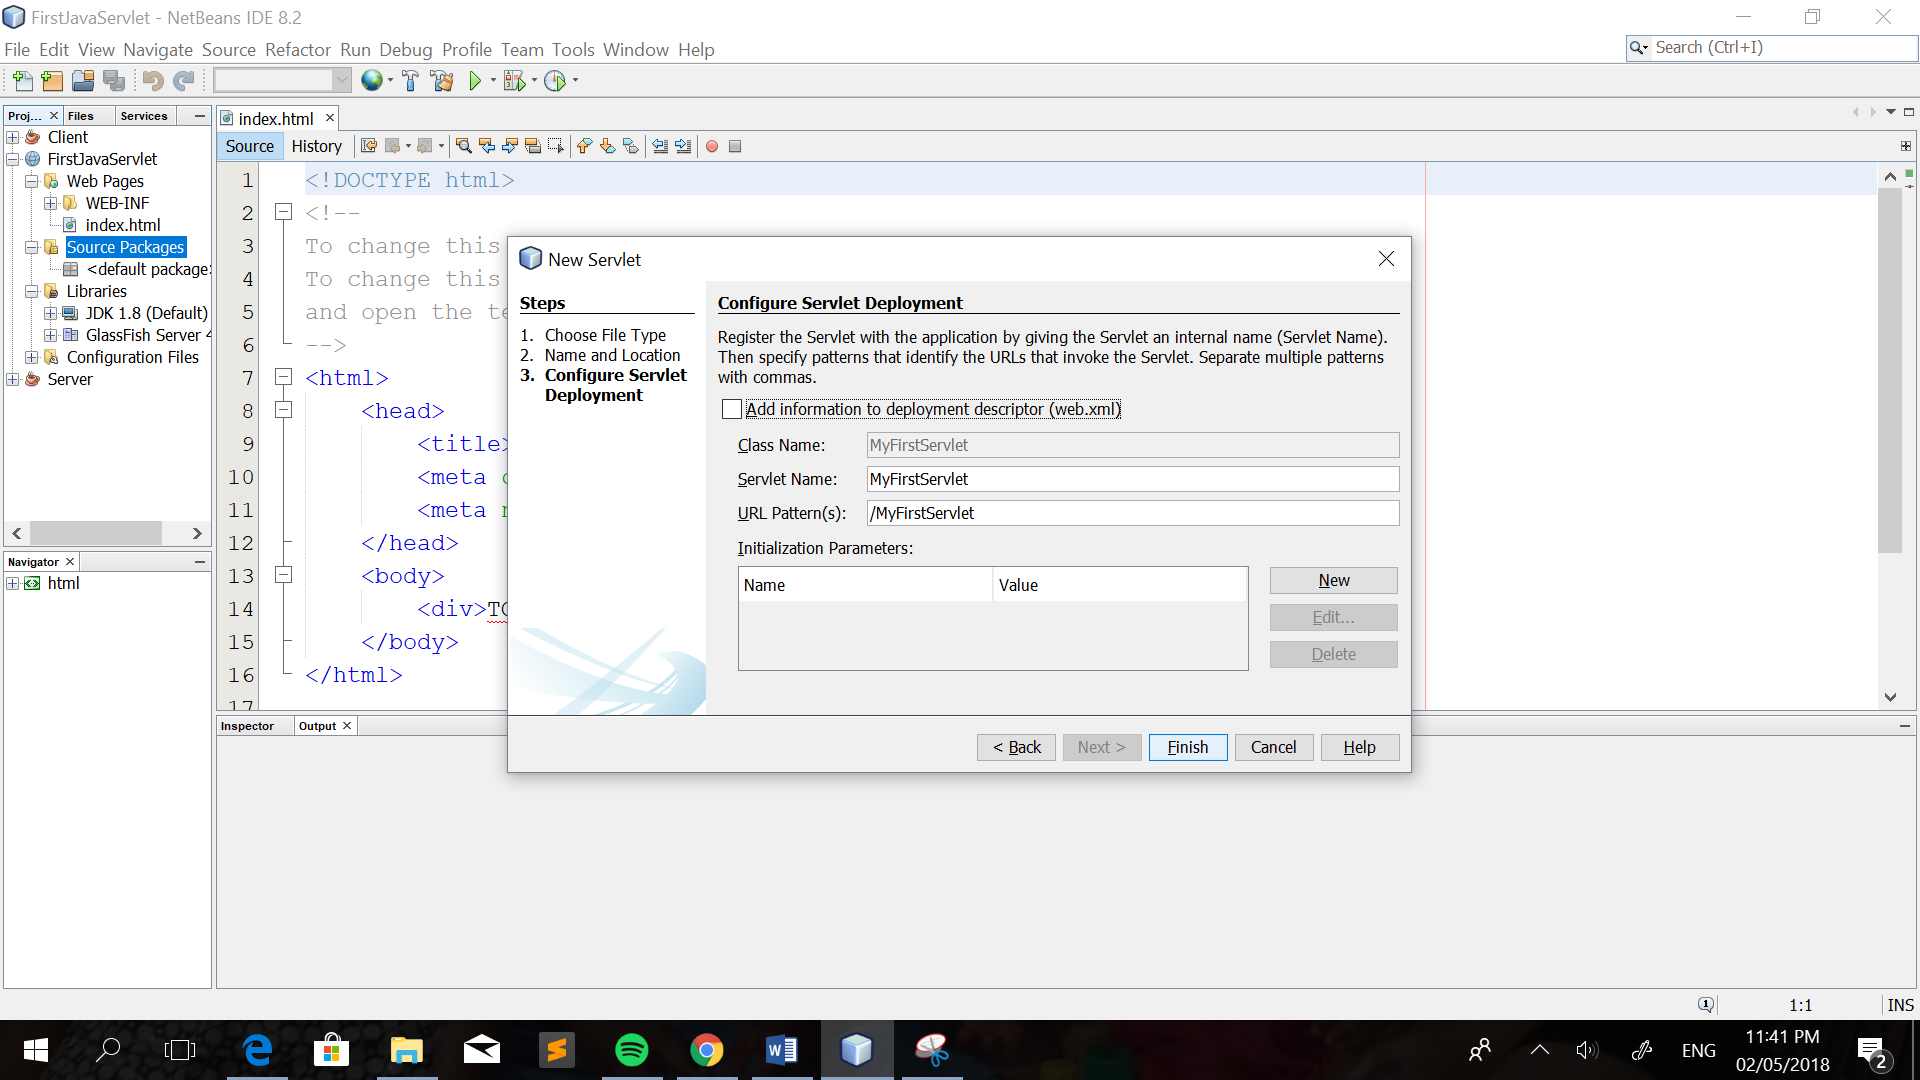 FirstJavaServlet - NetBeans IDE 8.2
File Edit View Navigate Source Refactor Run Debug Profile Team Tools Window Help
Search (Ctrl+I)
Proj... Files Services
Client
FirstJavaServlet
Web Pages
WEB-INF
index.html
Source Packages
<default package>
Libraries
JDK 1.8 (Default)
GlassFish Server 4
Configuration Files
Server
Navigator
html
index.html
Source History
1 <!DOCTYPE html>
2 <!--
3 To change this
4 To change this
5 and open the te
6 -->
7 <html>
8 <head>
9 <title>
10 <meta
11 <meta
12 </head>
13 <body>
14 <div>TO
15 </body>
16 </html>
17
New Servlet
Steps
1. Choose File Type
2. Name and Location
3. Configure Servlet
Deployment
Configure Servlet Deployment
Register the Servlet with the application by giving the Servlet an internal name (Servlet Name).
Then specify patterns that identify the URLs that invoke the Servlet. Separate multiple patterns
with commas.
Add information to deployment descriptor (web.xml)
Class Name: MyFirstServlet
Servlet Name: MyFirstServlet
URL Pattern(s): /MyFirstServlet
Initialization Parameters:
Name Value
New
Edit...
Delete
< Back Next > Finish Cancel Help
Inspector Output
1:1 INS
ENG
11:41 PM
02/05/2018
2